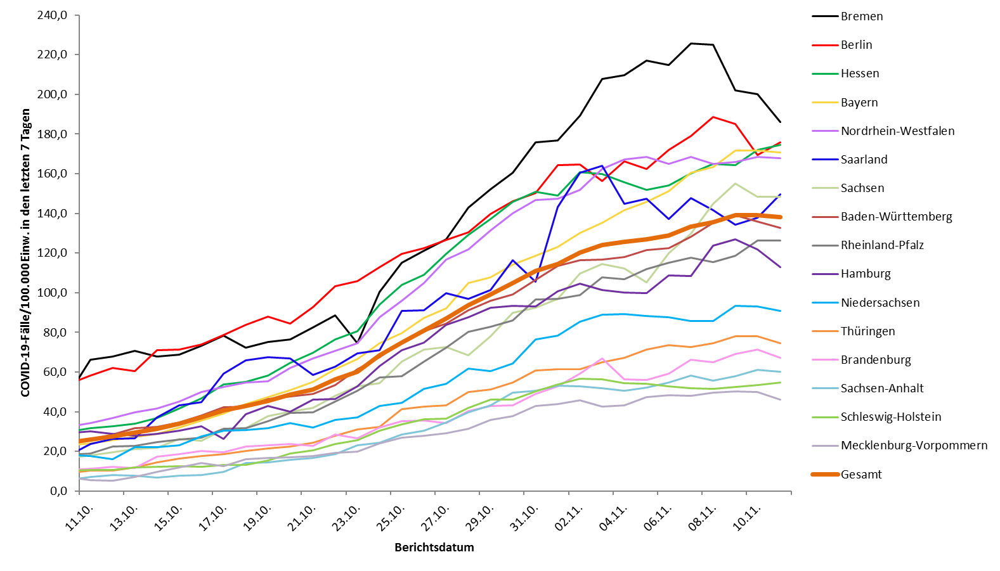 240,0
220,0
200,0
180,0
160,0
140,0
120,0
100,0
80,0
60,0
40,0
20,0
0,0
COVID-19-Fälle/100.000 Einw. in den letzten 7 Tagen
11.10.
13.10.
15.10.
17.10.
19.10.
21.10.
23.10.
25.10.
27.10.
29.10.
31.10.
02.11.
04.11.
06.11.
08.11.
10.11.
Berichtsdatum
Bremen
Berlin
Hessen
Bayern
Nordrhein-Westfalen
Saarland
Sachsen
Baden-Württemberg
Rheinland-Pfalz
Hamburg
Niedersachsen
Thüringen
Brandenburg
Sachsen-Anhalt
Schleswig-Holstein
Mecklenburg-Vorpommern
Gesamt